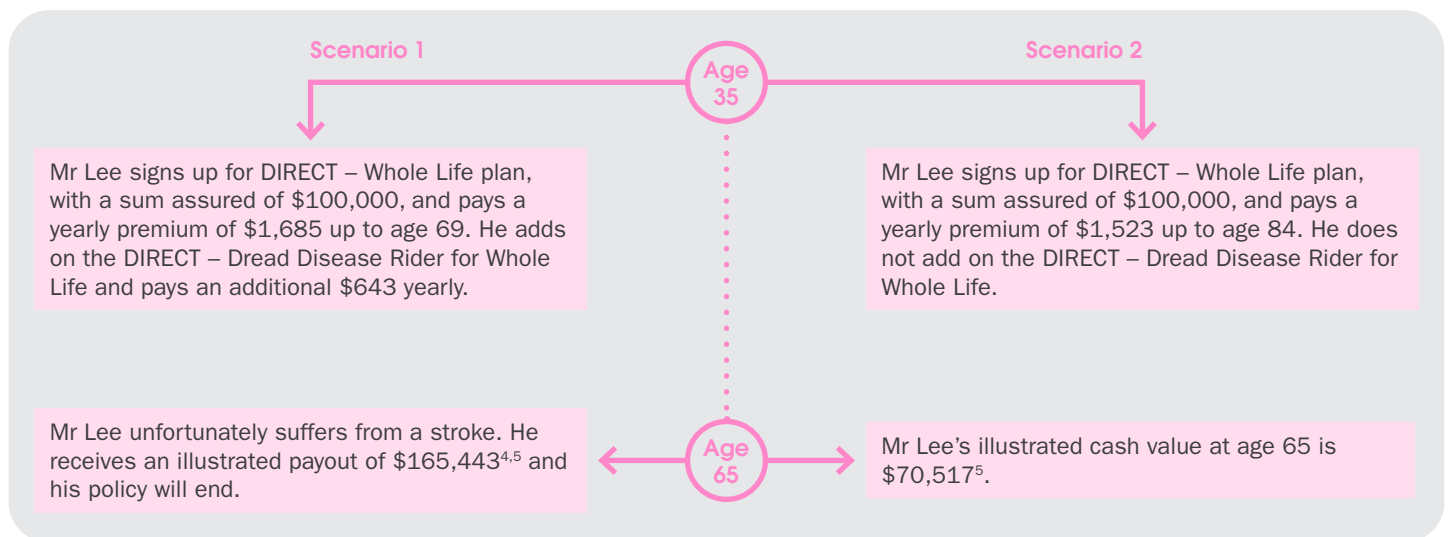 Scenario 1
Age
35
Scenario 2
Mr Lee signs up for DIRECT – Whole Life plan,
with a sum assured of $100,000, and pays a
yearly premium of $1,685 up to age 69. He adds
on the DIRECT – Dread Disease Rider for Whole
Life and pays an additional $643 yearly.
Mr Lee signs up for DIRECT – Whole Life plan,
with a sum assured of $100,000, and pays a
yearly premium of $1,523 up to age 84. He does
not add on the DIRECT – Dread Disease Rider for
Whole Life.
Mr Lee unfortunately suffers from a stroke. He
receives an illustrated payout of $165,443⁴,⁵ and
his policy will end.
Age
65
Mr Lee’s illustrated cash value at age 65 is
$70,517⁵.